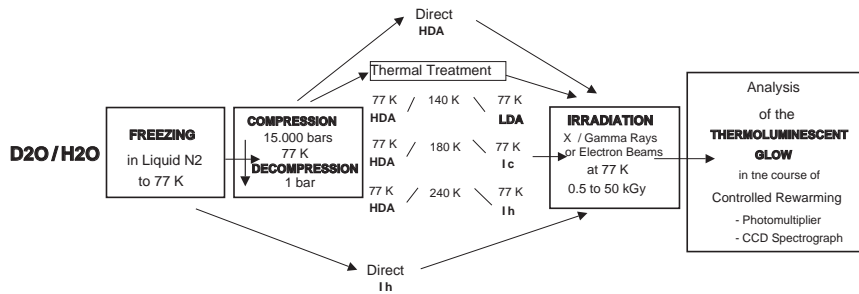 Direct
HDA
Thermal Treatment
D2O / H2O
FREEZING
in Liquid N2
to 77 K
COMPRESSION
15.000 bars
77 K
DECOMPRESSION
1 bar
77 K / 140 K \ 77 K
HDA LDA
77 K / 180 K \ 77 K
HDA Ic
77 K / 240 K \ 77 K
HDA Ih
IRRADIATION
X / Gamma Rays
or Electron Beams
at 77 K
0.5 to 50 kGy
Analysis
of the
THERMOLUMINESCENT
GLOW
in tne course of
Controlled Rewarming
- Photomultiplier
- CCD Spectrograph
Direct
Ih